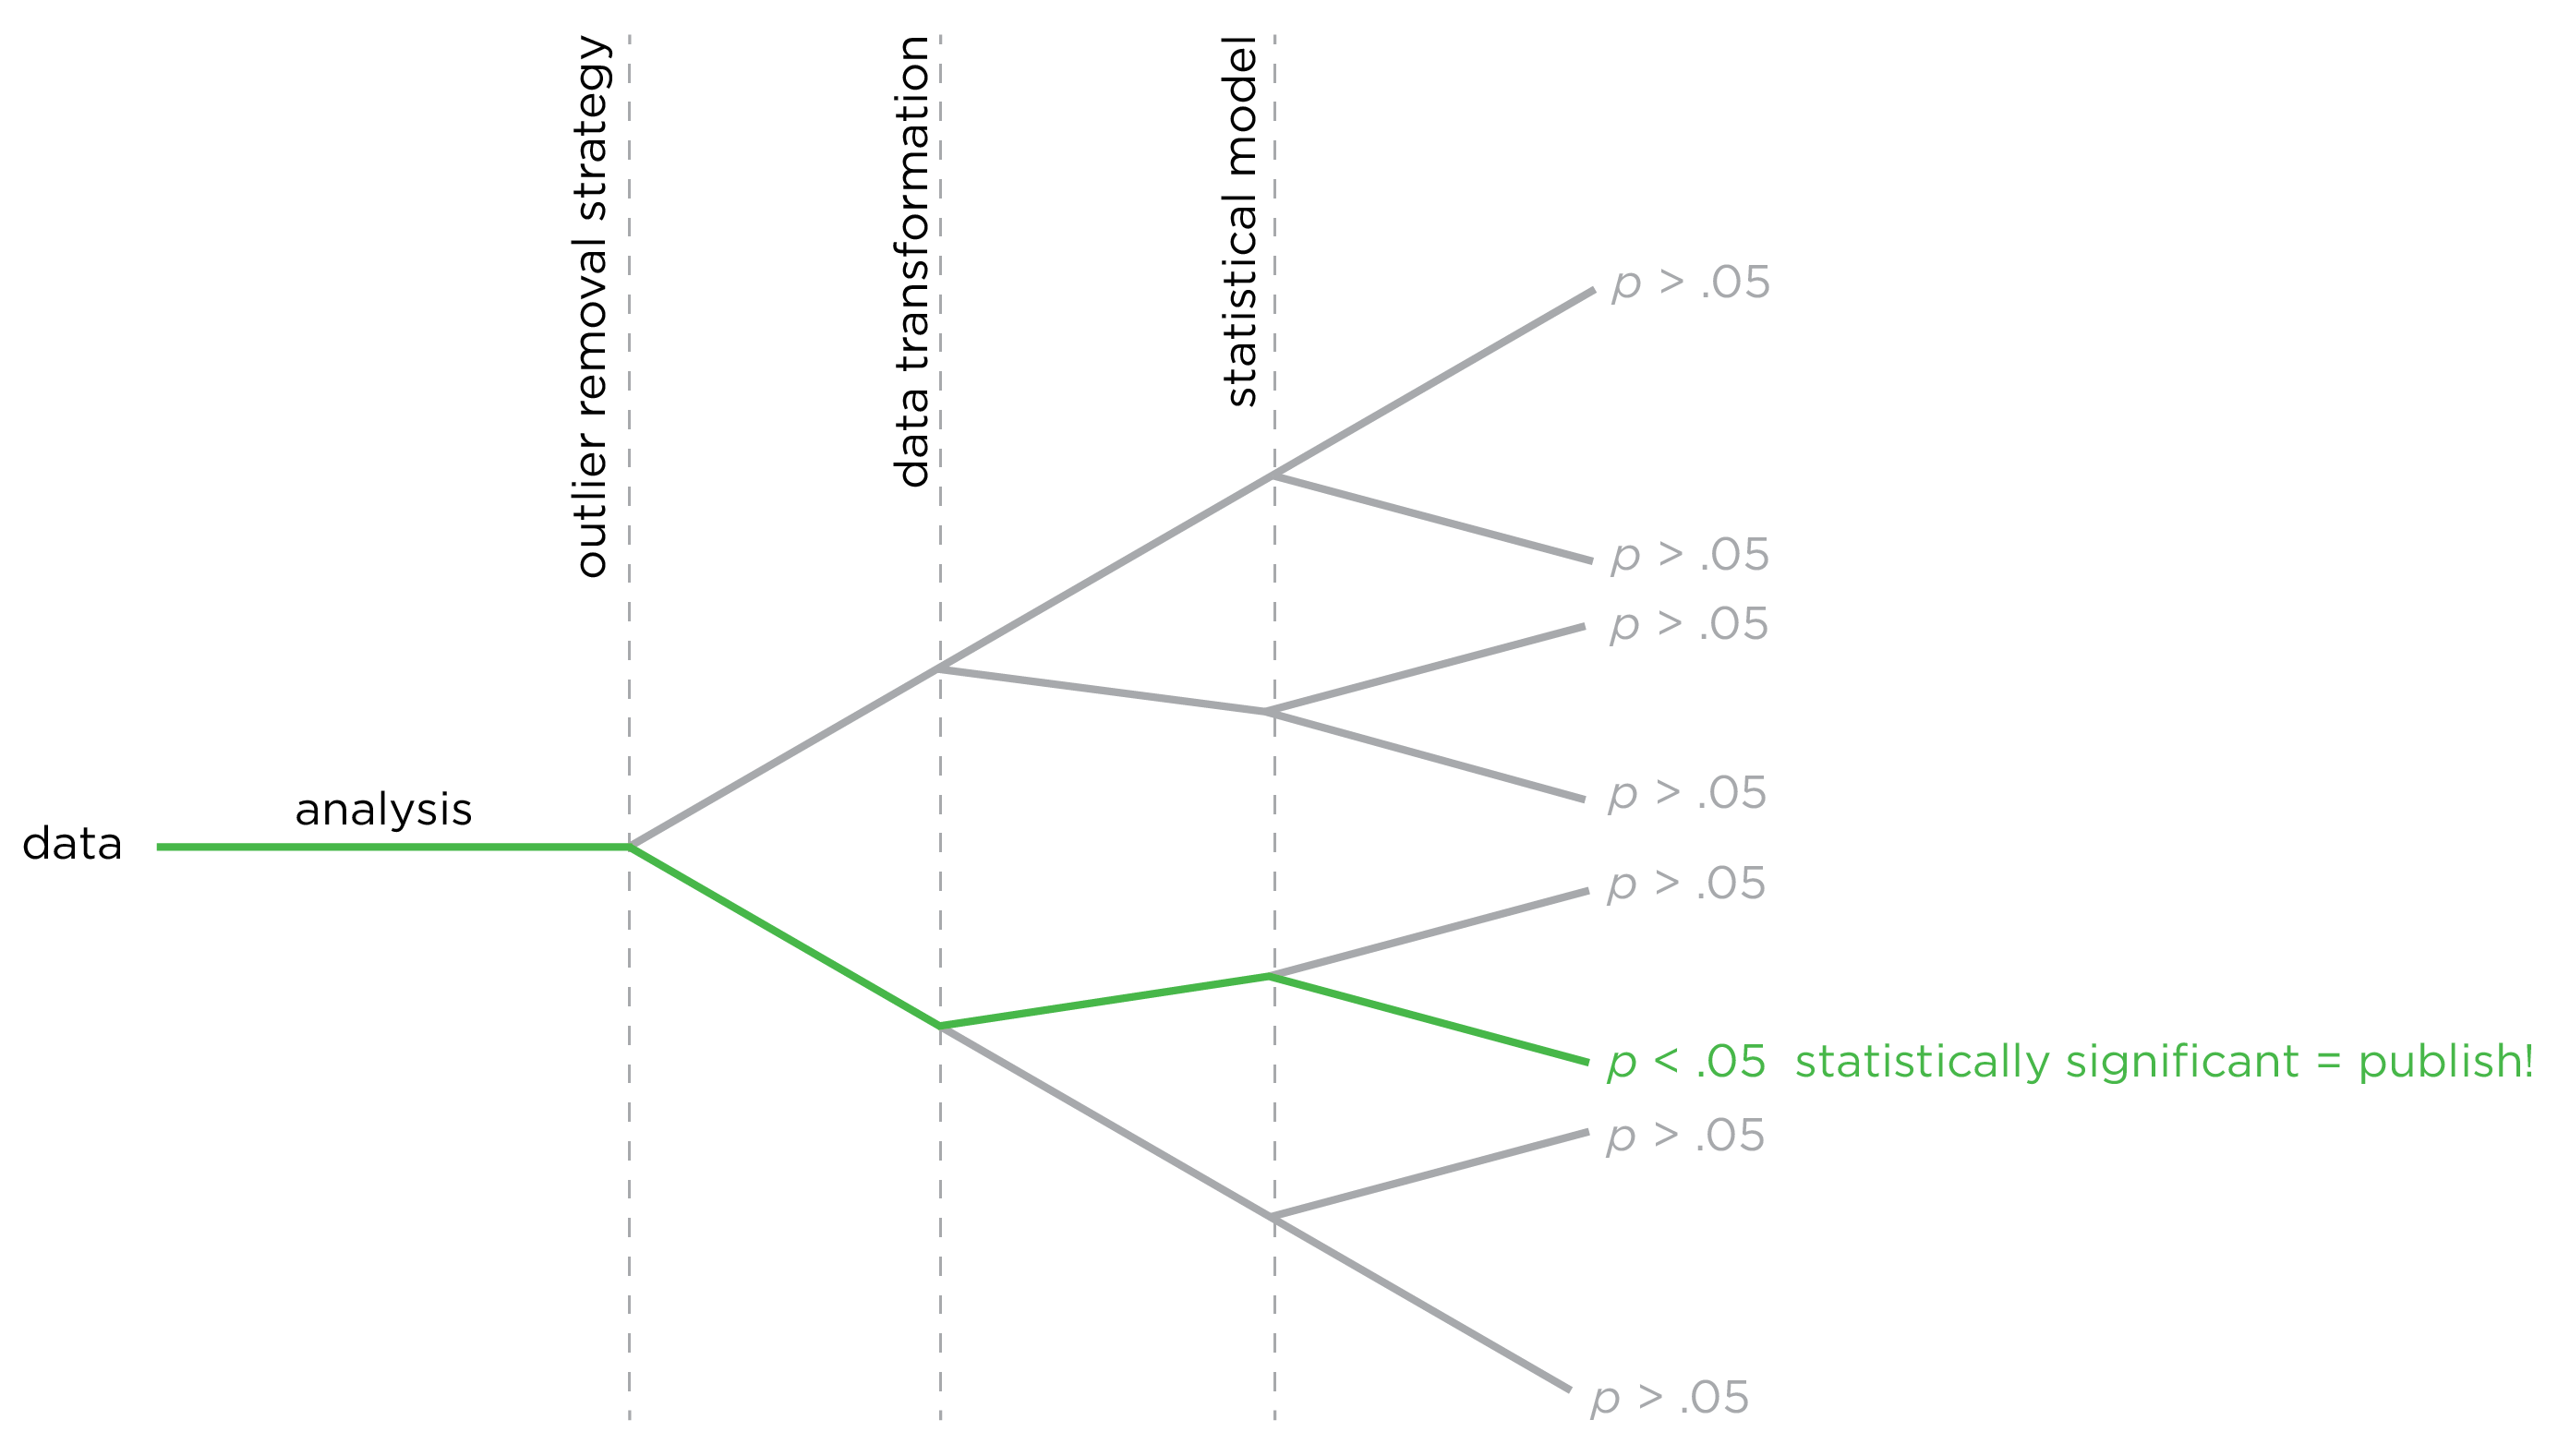 outlier removal strategy
data transformation
statistical model
p > .05
p > .05
p > .05
p > .05
analysis
data
p > .05
p < .05 statistically significant = publish!
p > .05
p > .05